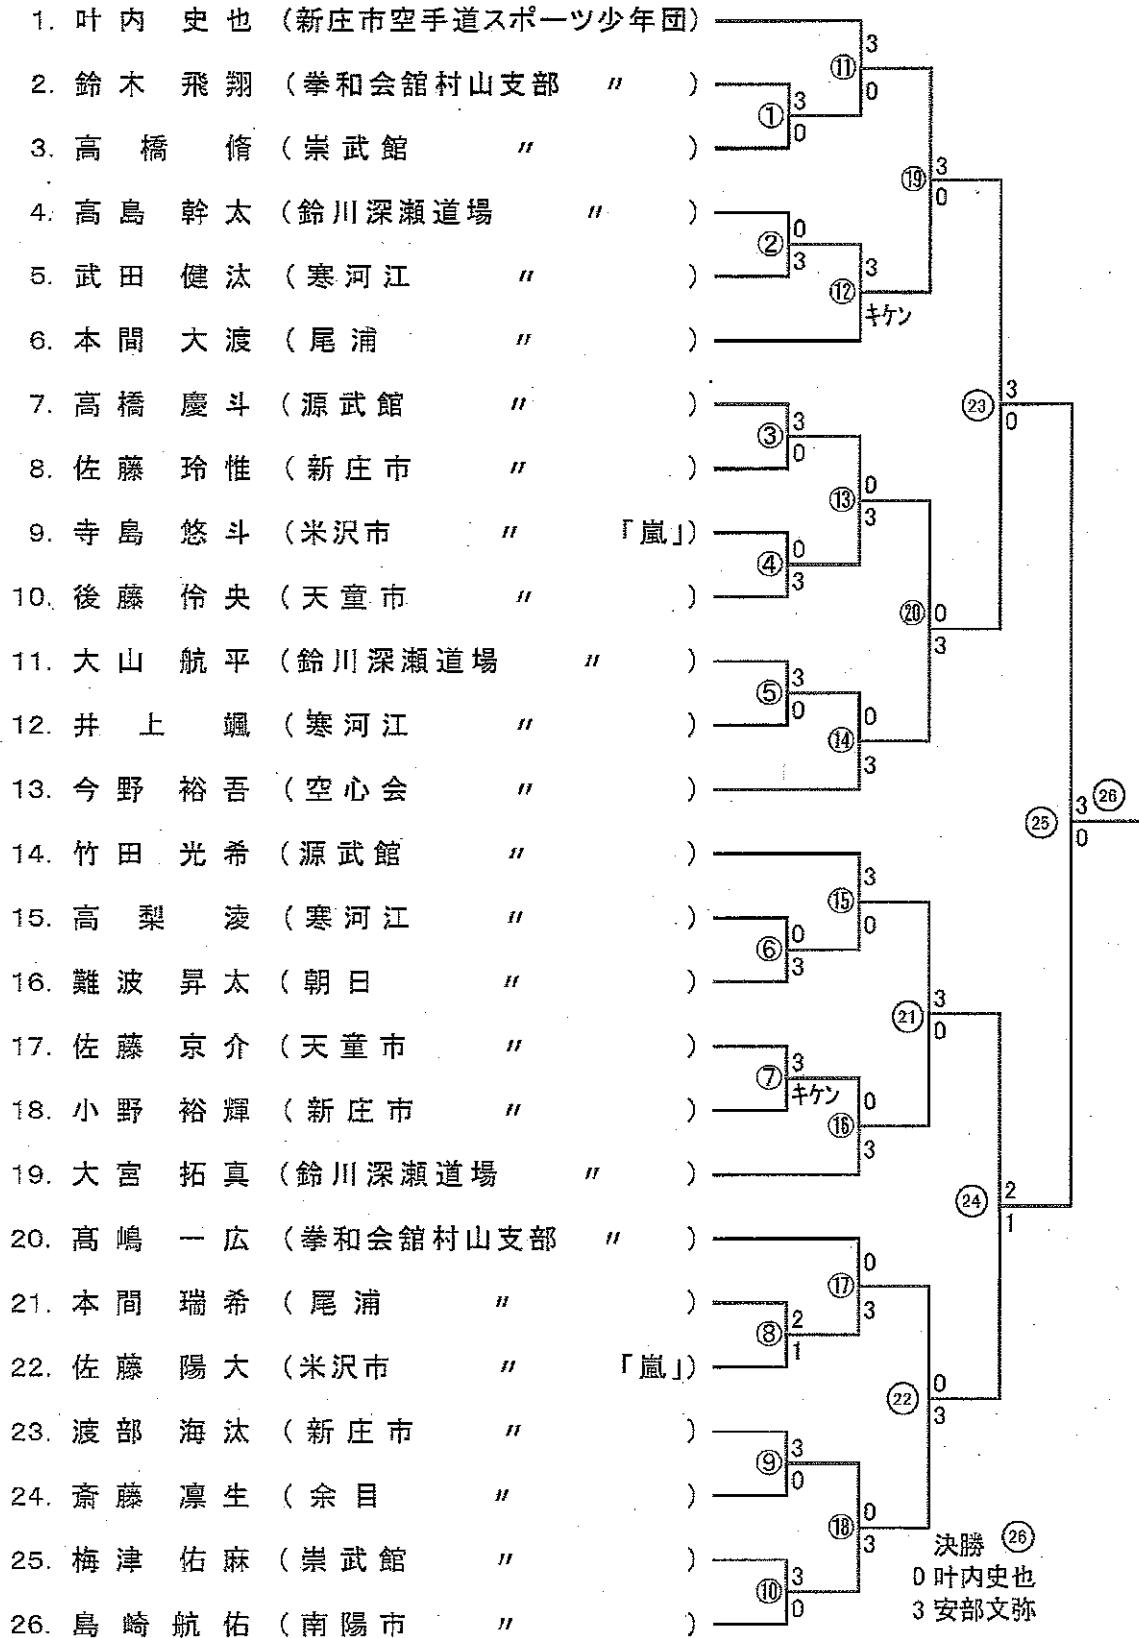 1. 叶内 史也 (新庄市空手道スポーツ少年団)
2. 鈴木 飛翔 (拳和会舘村山支部 〃 )
3. 高橋 脩 (崇武館 〃 )
4. 高島 幹太 (鈴川深瀬道場 〃 )
5. 武田 健汰 (寒河江 〃 )
6. 本間 大渡 (尾浦 〃 )
7. 高橋 慶斗 (源武館 〃 )
8. 佐藤 玲惟 (新庄市 〃 )
9. 寺島 悠斗 (米沢市 〃 「嵐」)
10. 後藤 伶央 (天童市 〃 )
11. 大山 航平 (鈴川深瀬道場 〃 )
12. 井上 颯 (寒河江 〃 )
13. 今野 裕吾 (空心会 〃 )
14. 竹田 光希 (源武館 〃 )
15. 高梨 凌 (寒河江 〃 )
16. 難波 昇太 (朝日 〃 )
17. 佐藤 京介 (天童市 〃 )
18. 小野 裕輝 (新庄市 〃 )
19. 大宮 拓真 (鈴川深瀬道場 〃 )
20. 髙嶋 一広 (拳和会舘村山支部 〃 )
21. 本間 瑞希 (尾浦 〃 )
22. 佐藤 陽大 (米沢市 〃 「嵐」)
23. 渡部 海汰 (新庄市 〃 )
24. 斎藤 凛生 (余目 〃 )
25. 梅津 佑麻 (崇武館 〃 )
26. 島崎 航佑 (南陽市 〃 )
① 3 0
② 0 3
③ 3 0
④ 0 3
⑤ 3 0
⑥ 0 3
⑦ 3 キケン
⑧ 2 1
⑨ 3 0
⑩ 3 0
⑪ 3 0
⑫ 3 キケン
⑬ 0 3
⑭ 0 3
⑮ 3 0
⑯ 0 3
⑰ 0 3
⑱ 0 3
⑲ 3 0
⑳ 0 3
㉑ 3 0
㉒ 0 3
㉓ 3 0
㉔ 2 1
㉕ 3 0
㉖
決勝 ㉖
0 叶内史也
3 安部文弥